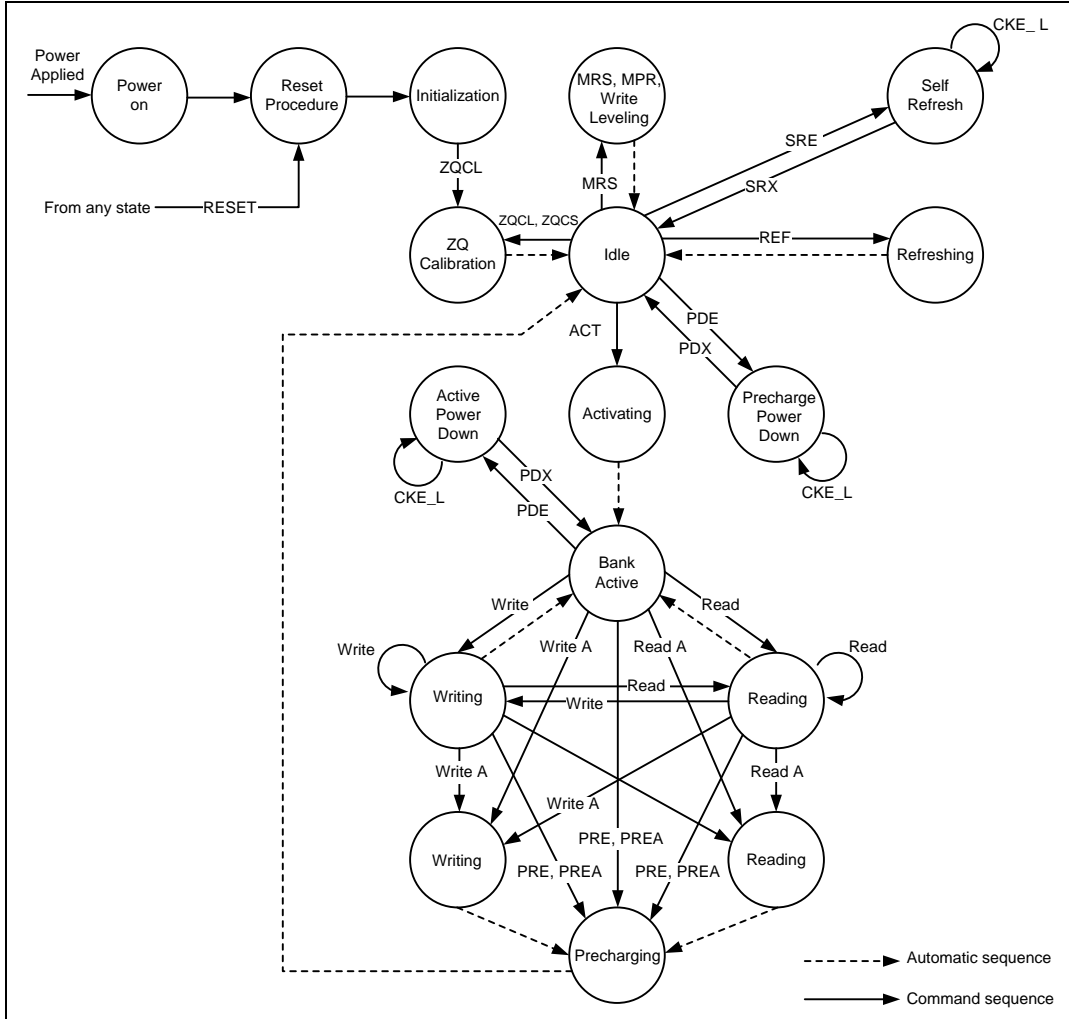 CKE_ L
Power
Applied
Power
on
Reset
Procedure
Initialization
MRS, MPR,
Write
Leveling
Self
Refresh
ZQCL
MRS
SRE
SRX
From any state
RESET
ZQCL, ZQCS
ZQ
Calibration
Idle
REF
Refreshing
ACT
PDE
PDX
Active
Power
Down
Activating
Precharge
Power
Down
PDX
PDE
CKE_L
CKE_L
Bank
Active
Write
Read
Write
Write A
Read A
Read
Writing
Read
Write
Reading
Write A
Read A
Write A
Writing
PRE, PREA
PRE, PREA
PRE, PREA
Reading
Precharging
Automatic sequence
Command sequence